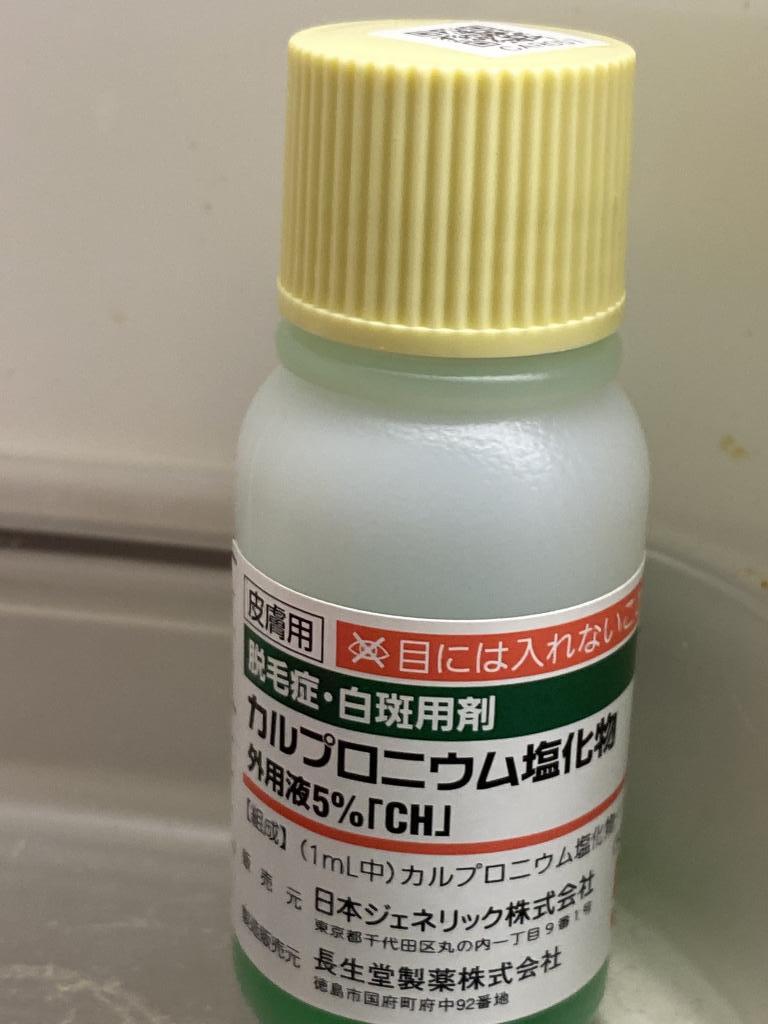 皮膚用
目には入れないこ
脱毛症・白斑用剤
カルプロニウム塩化物
外用液5%「CH」
【組成】(1mL中)カルプロニウム塩化物
販売元 日本ジェネリック株式会社
東京都千代田区丸の内一丁目9番1号
製造販売元 長生堂製薬株式会社
徳島市国府町府中92番地